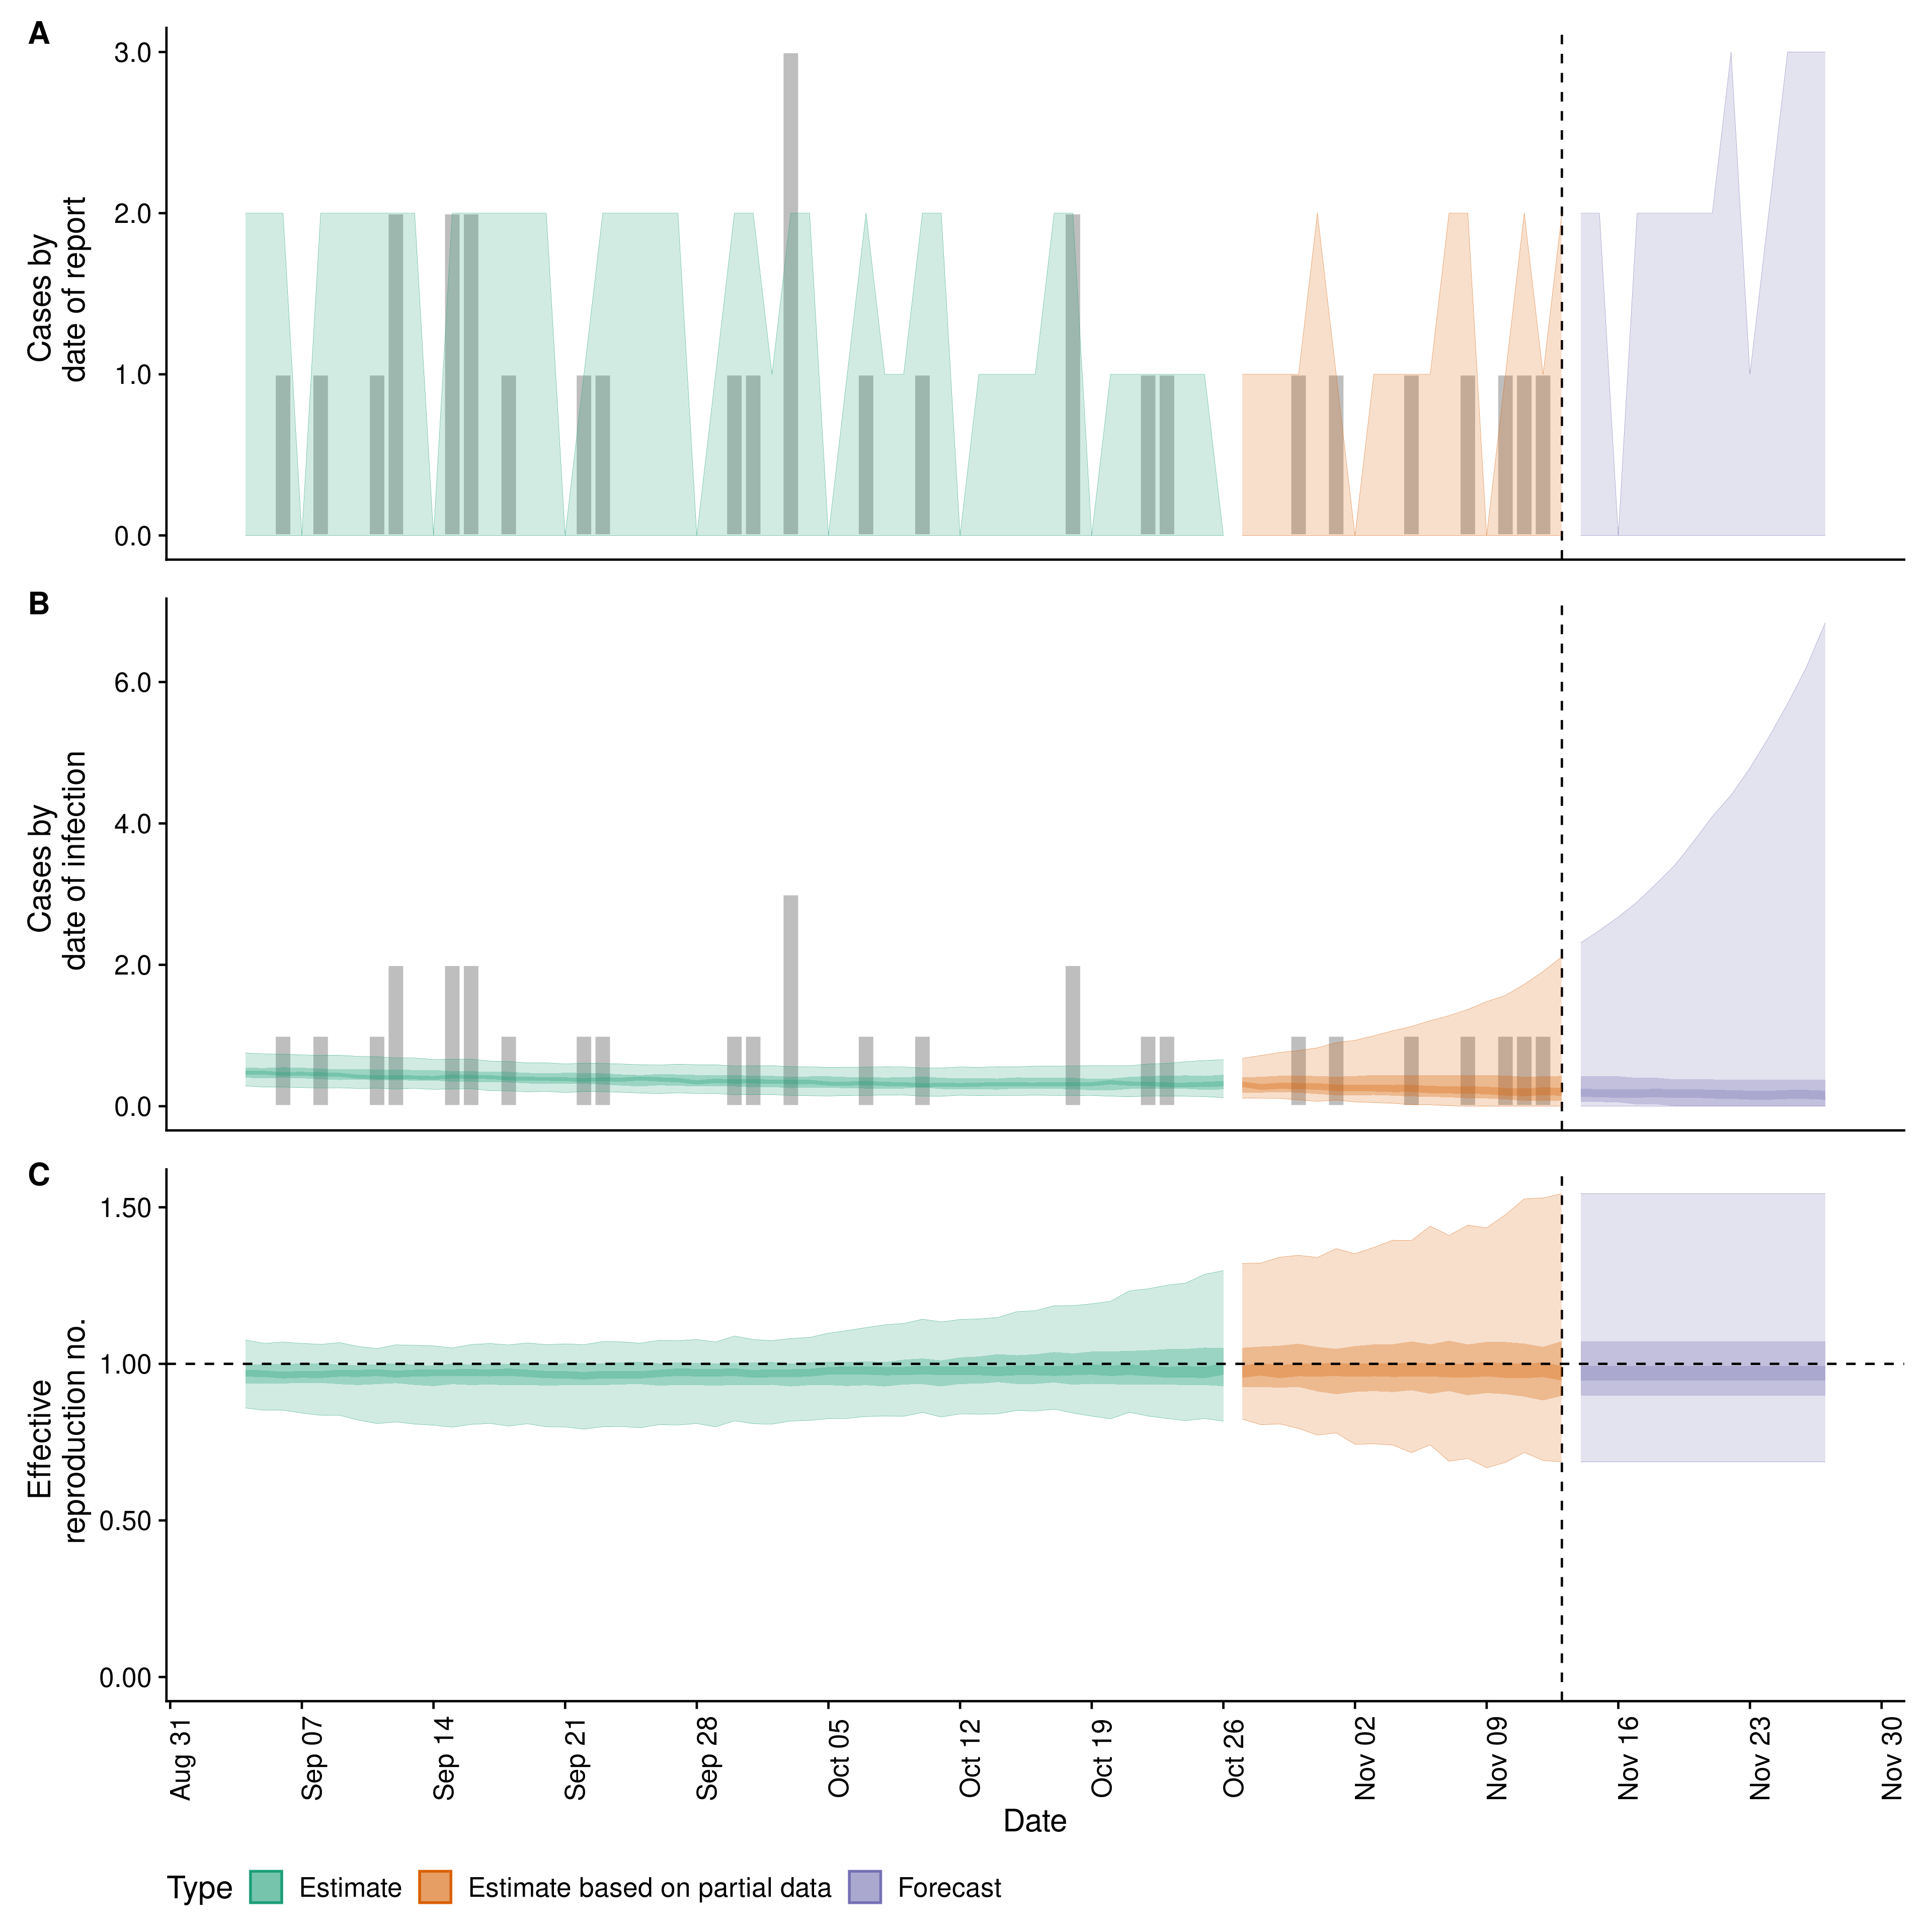 A
Cases by
date of report
3.0
2.0
1.0
0.0
B
Cases by
date of infection
6.0
4.0
2.0
0.0
C
Effective
reproduction no.
1.50
1.00
0.50
0.00
Aug 31
Sep 07
Sep 14
Sep 21
Sep 28
Oct 05
Oct 12
Oct 19
Oct 26
Nov 02
Nov 09
Nov 16
Nov 23
Nov 30
Date
Type Estimate Estimate based on partial data Forecast